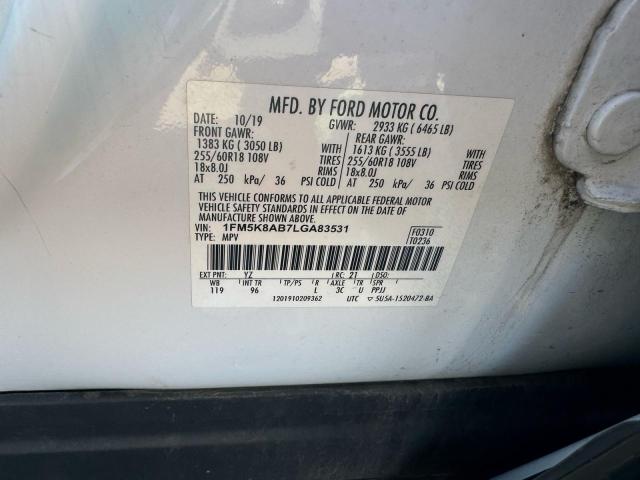 MFD. BY FORD MOTOR CO.
DATE: 10/19 GVWR: 2933 KG ( 6465 LB)
FRONT GAWR: REAR GAWR:
1383 KG ( 3050 LB) 1613 KG ( 3555 LB)
255/60R18 108V TIRES 255/60R18 108V TIRES
18x8.0J RIMS 18x8.0J RIMS
AT 250 kPa/ 36 PSI COLD AT 250 kPa/ 36 PSI COLD
THIS VEHICLE CONFORMS TO ALL APPLICABLE FEDERAL MOTOR
VEHICLE SAFETY STANDARDS IN EFFECT ON THE DATE OF MANUFACTURE
SHOWN ABOVE.
VIN: 1FM5K8AB7LGA83531 F0310
TYPE: MPV T0236
EXT PNT: YZ RC: 21 DSO:
WB INT TR TP/PS R AXLE TR SPR
119 96 L 3C U PPJJ
1201910209362 UTC ▽ 5U5A-1520472-BA